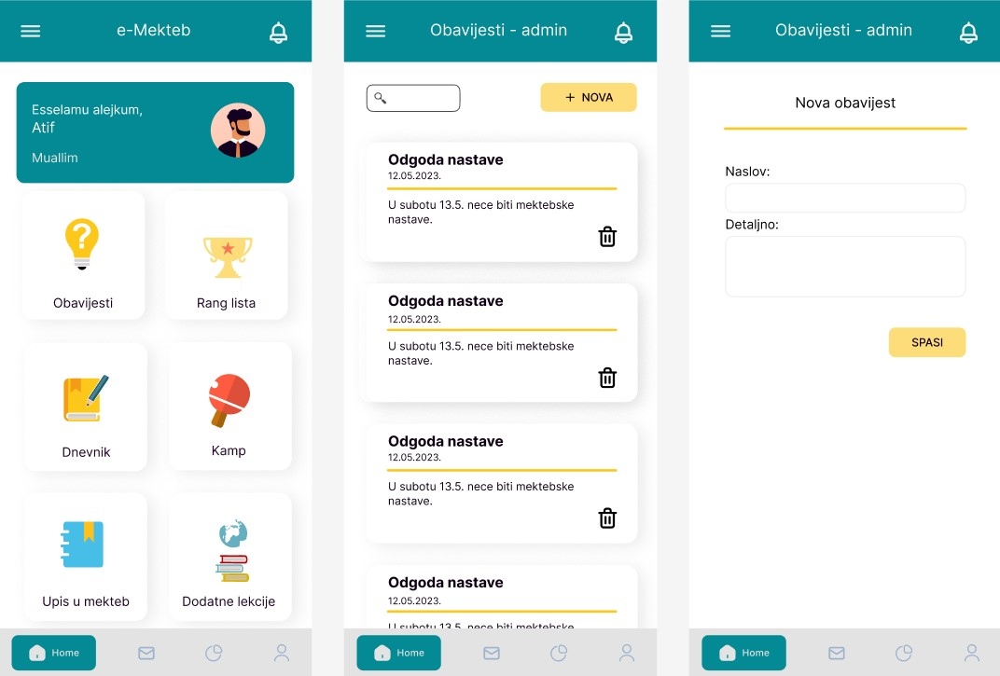 e-Mekteb
Esselamu alejkum,
Atif
Muallim
Obavijesti
Rang lista
Dnevnik
Kamp
Upis u mekteb
Dodatne lekcije
Home
Obavijesti - admin
+ NOVA
Odgoda nastave
12.05.2023.
U subotu 13.5. nece biti mektebske
nastave.
Odgoda nastave
12.05.2023.
U subotu 13.5. nece biti mektebske
nastave.
Odgoda nastave
12.05.2023.
U subotu 13.5. nece biti mektebske
nastave.
Odgoda nastave
12.05.2023.
U subotu 13.5. nece biti mektebske
Home
Obavijesti - admin
Nova obavijest
Naslov:
Detaljno:
SPASI
Home